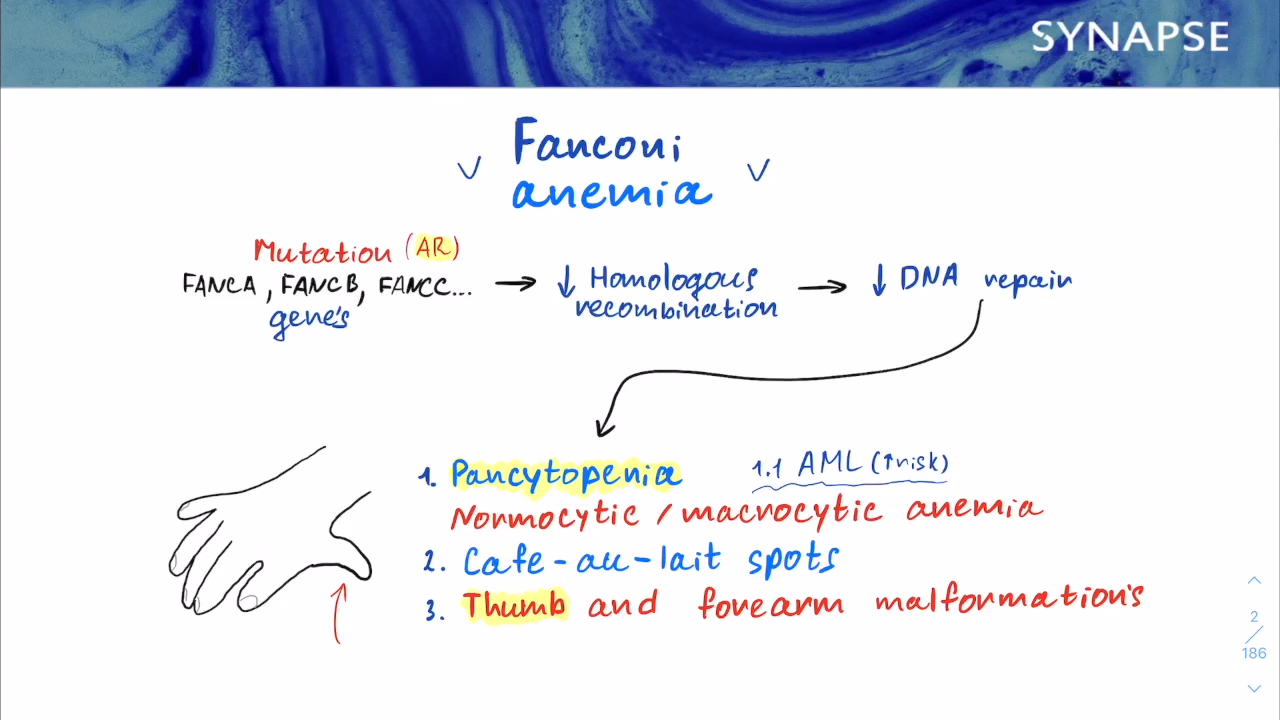 SYNAPSE
Fanconi
anemia
Mutation (AR)
FANCA, FANCB, FANCC...
gene's
→ ↓ Homologous
recombination
→ ↓ DNA repair
1. Pancytopenia
1.1 AML (↑risk)
Normocytic / macrocytic anemia
2. Cafe-au-lait spots
3. Thumb and forearm malformation's
2
/
186